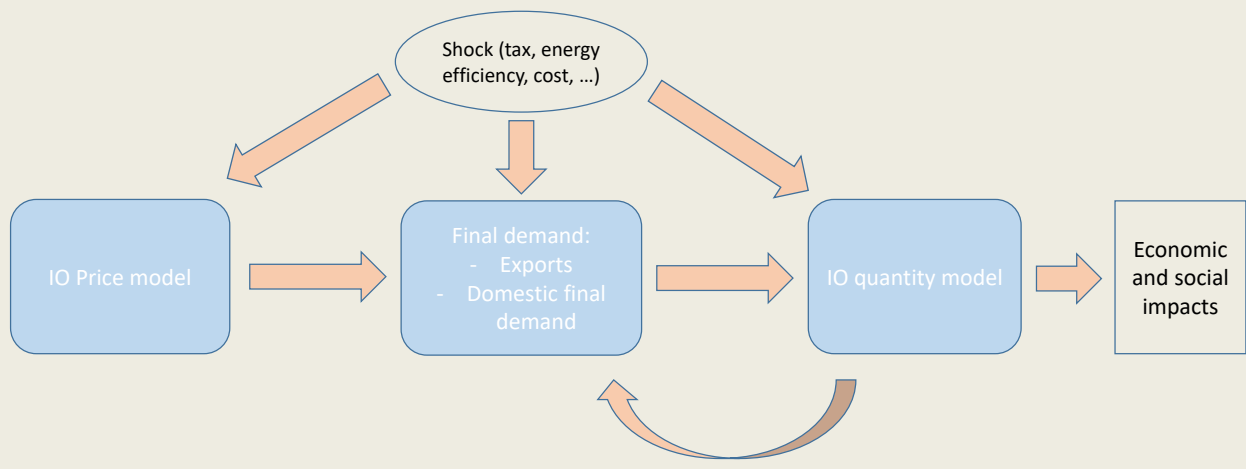 Shock (tax, energy
efficiency, cost, …)
IO Price model
Final demand:
- Exports
- Domestic final
demand
IO quantity model
Economic
and social
impacts